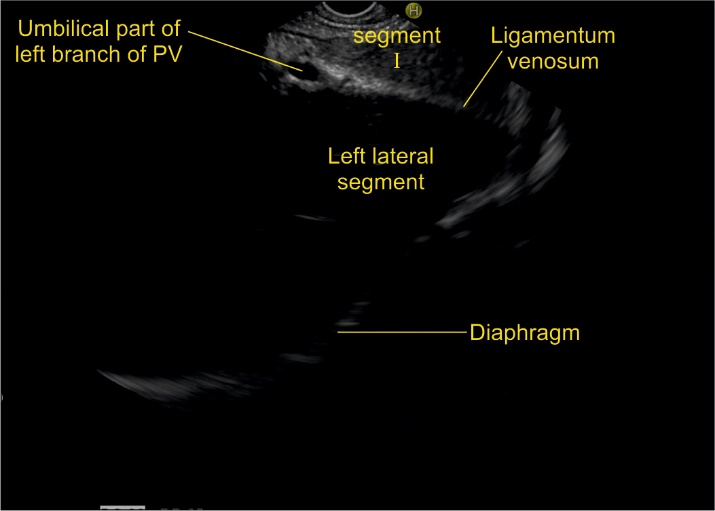 Umbilical part of
left branch of PV
H
segment
I
Ligamentum
venosum
Left lateral
segment
Diaphragm